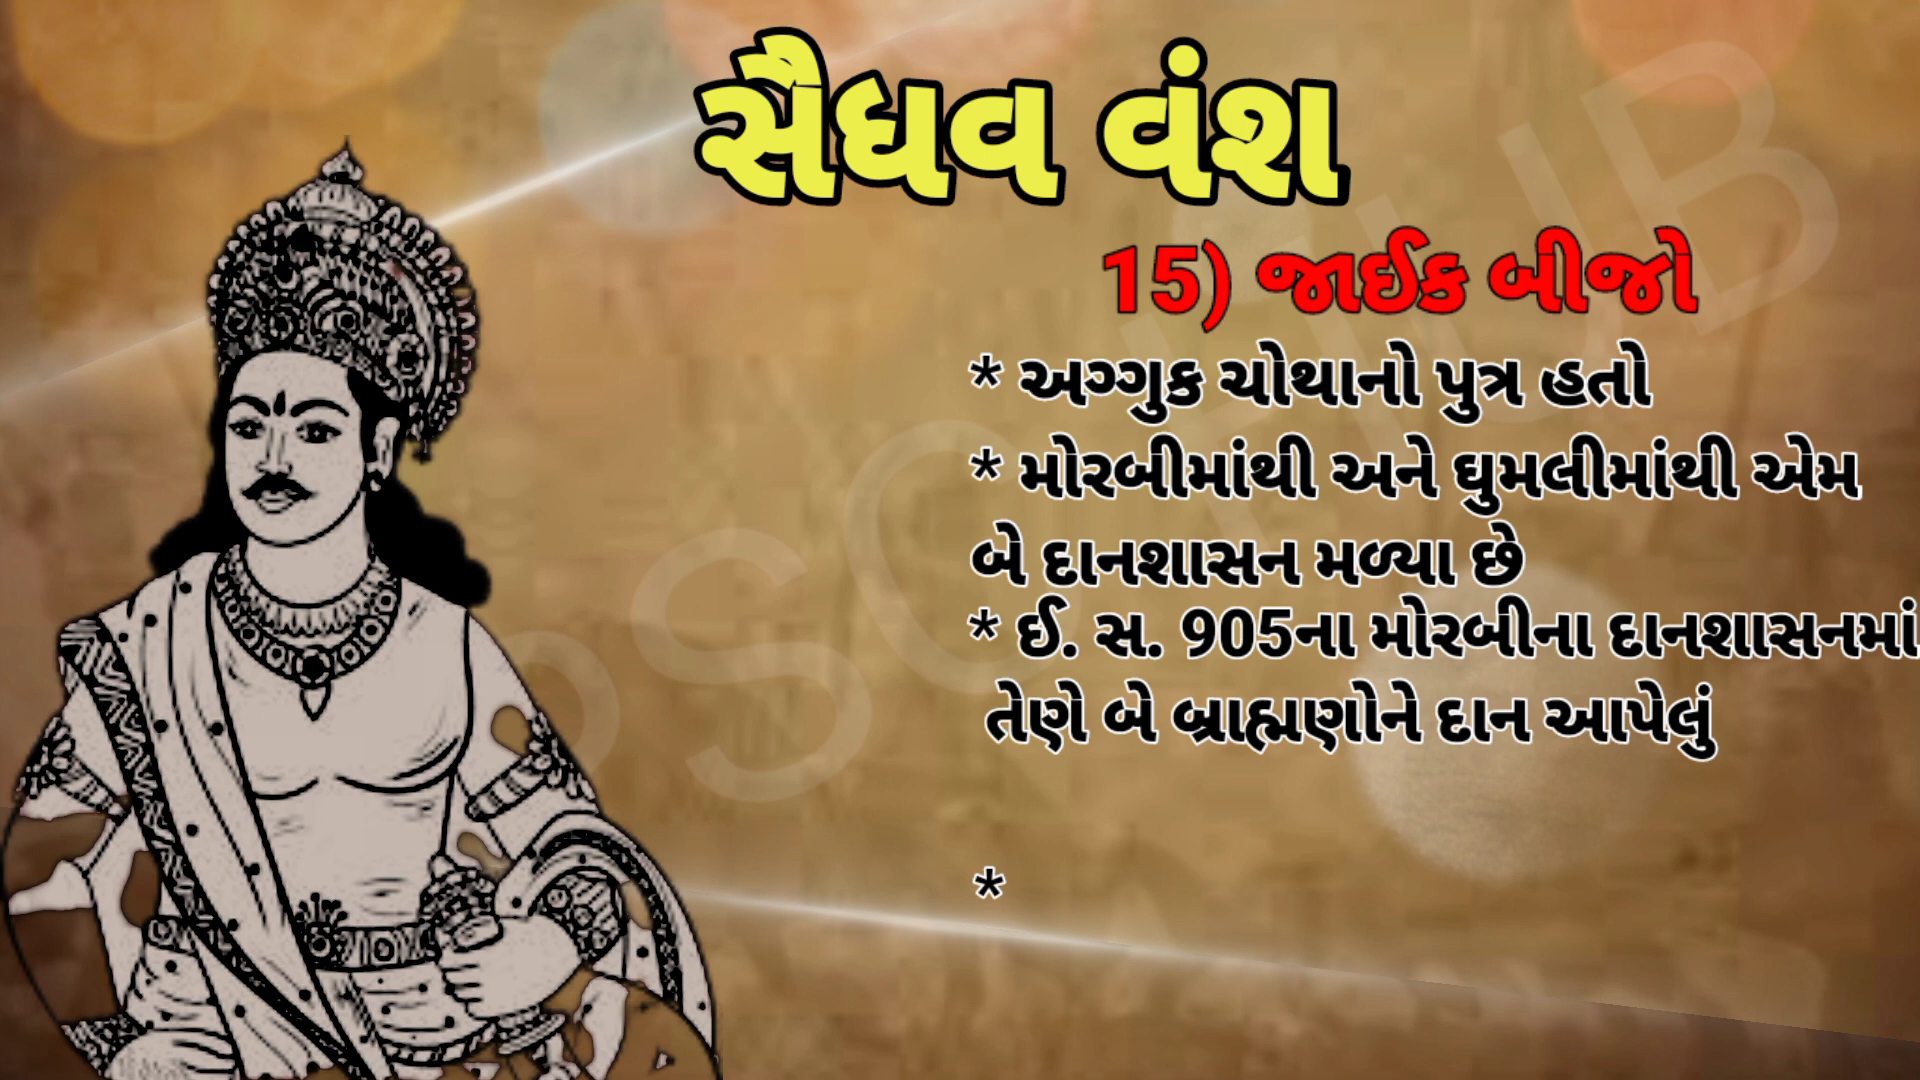 સૈધવ વંશ
15) જાઈક બીજો
* અગ્ગુક ચોથાનો પુત્ર હતો
* મોરબીમાંથી અને ઘુમલીમાંથી એમ
બે દાનશાસન મળ્યા છે
* ઈ. સ. 905ના મોરબીના દાનશાસનમાં
તેણે બે બ્રાહ્મણોને દાન આપેલું
*